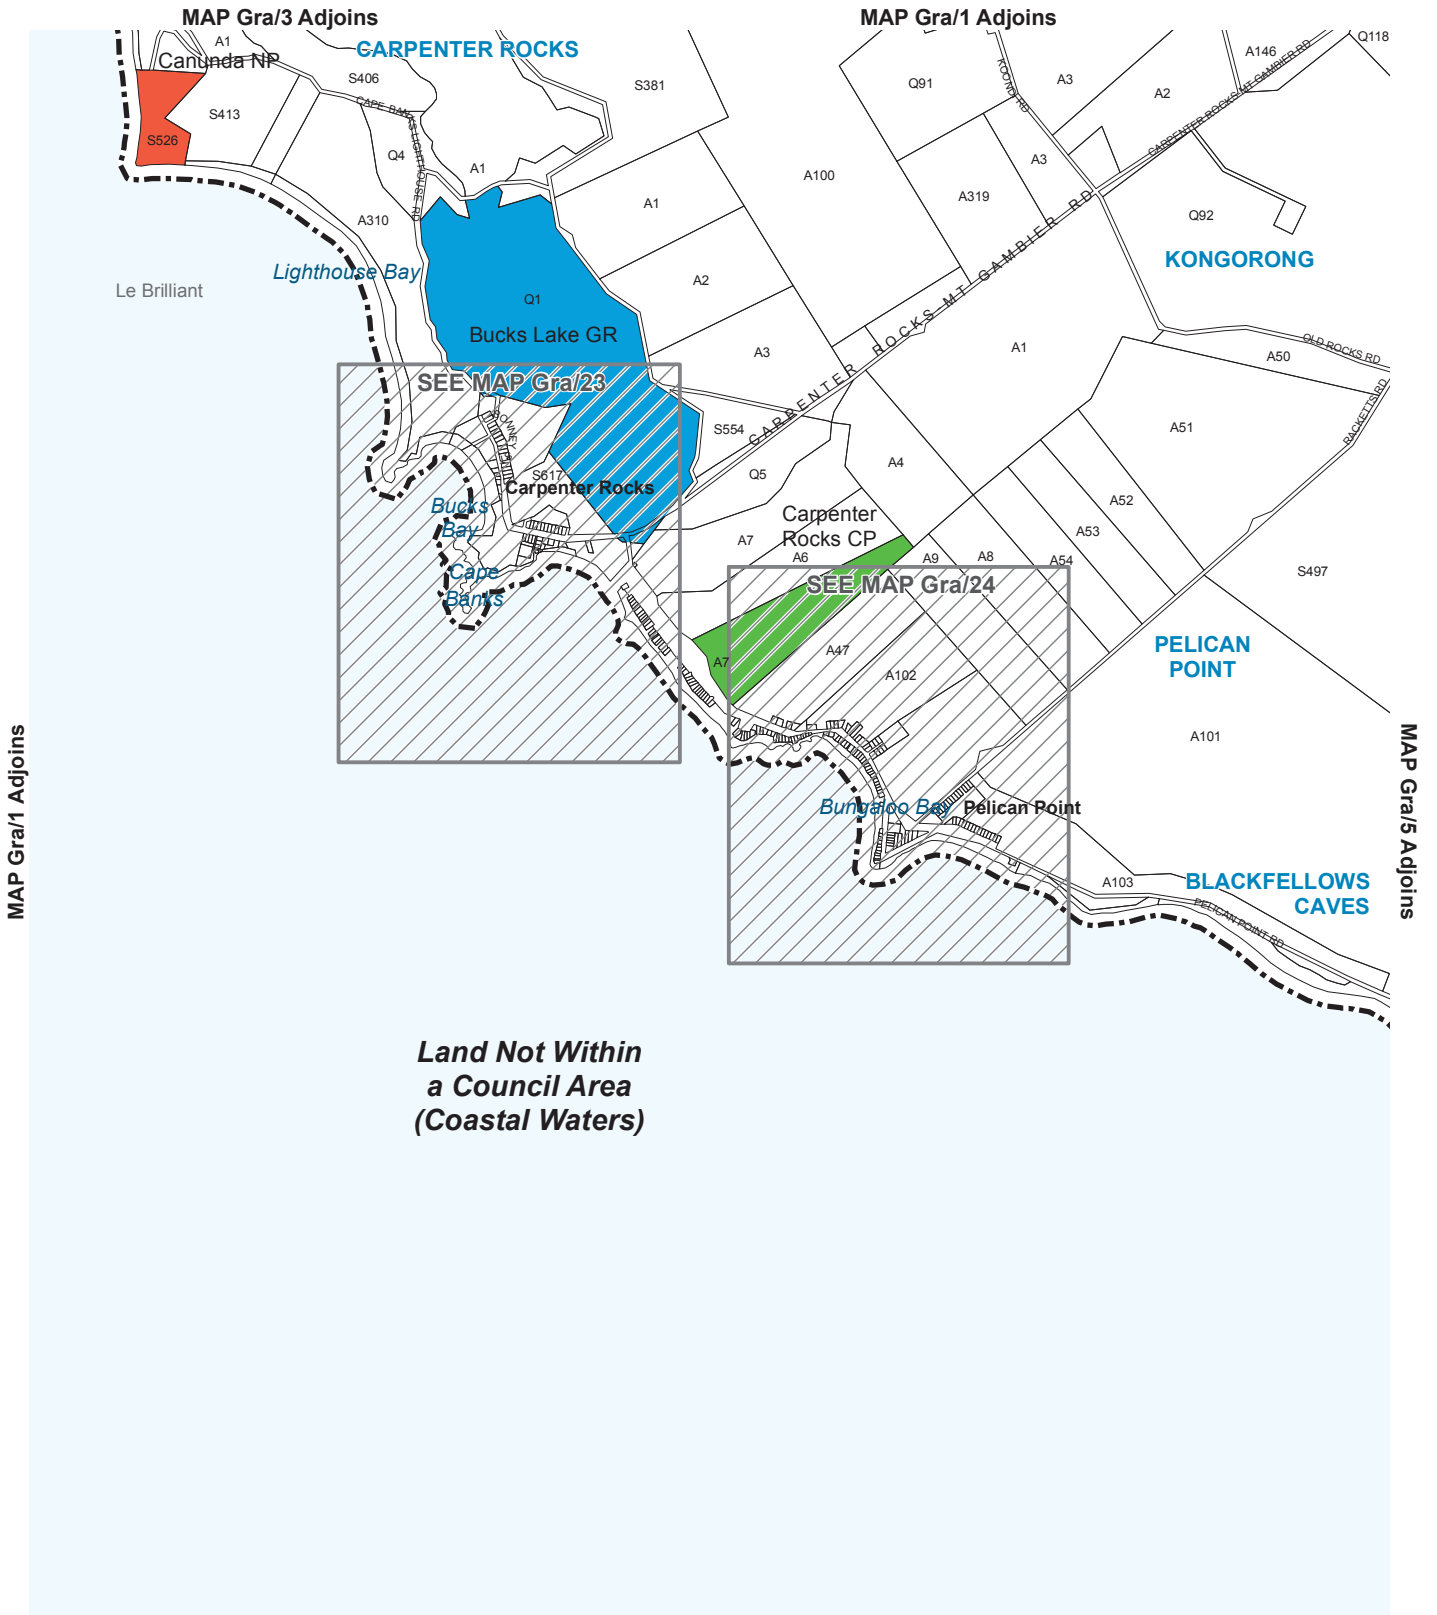 MAP Gra/3 Adjoins
MAP Gra/1 Adjoins
A1
CARPENTER ROCKS
Canunda NP
S406
S381
Q91
KOONO RD
A3
A2
A146
Q118
CARPENTER ROCKS-MT GAMBIER RD
S413
CAPE BANKS LIGHTHOUSE RD
S526
Q4
A1
A100
A3
A1
A319
Q92
A310
KONGORONG
Lighthouse Bay
Le Brilliant
A2
Q1
Bucks Lake GR
CARPENTER ROCKS-MT GAMBIER RD
A3
A1
OLD ROCKS RD
A50
SEE MAP Gra/23
RACKETTS RD
S554
A51
S617
Q5
A4
Carpenter Rocks
Bucks
Bay
A52
Carpenter
Rocks CP
A53
A7
A6
A9
A8
A54
S497
Cape
Banks
SEE MAP Gra/24
PELICAN
POINT
A47
A7
A102
A101
MAP Gra/1 Adjoins
MAP Gra/5 Adjoins
Bungaloo Bay
Pelican Point
A103
BLACKFELLOWS
CAVES
PELICAN POINT RD
Land Not Within
a Council Area
(Coastal Waters)